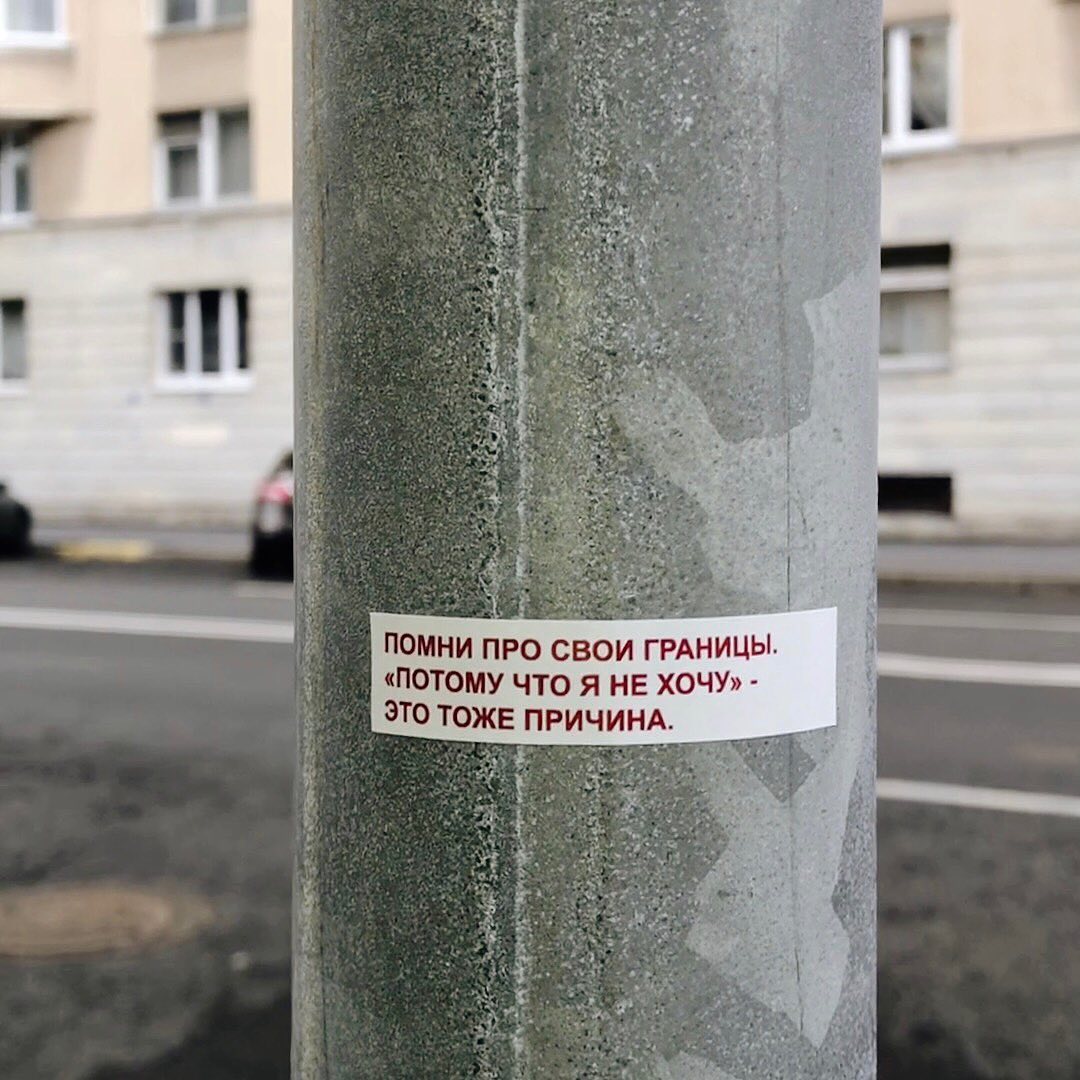 ПОМНИ ПРО СВОИ ГРАНИЦЫ.
«ПОТОМУ ЧТО Я НЕ ХОЧУ» -
ЭТО ТОЖЕ ПРИЧИНА.